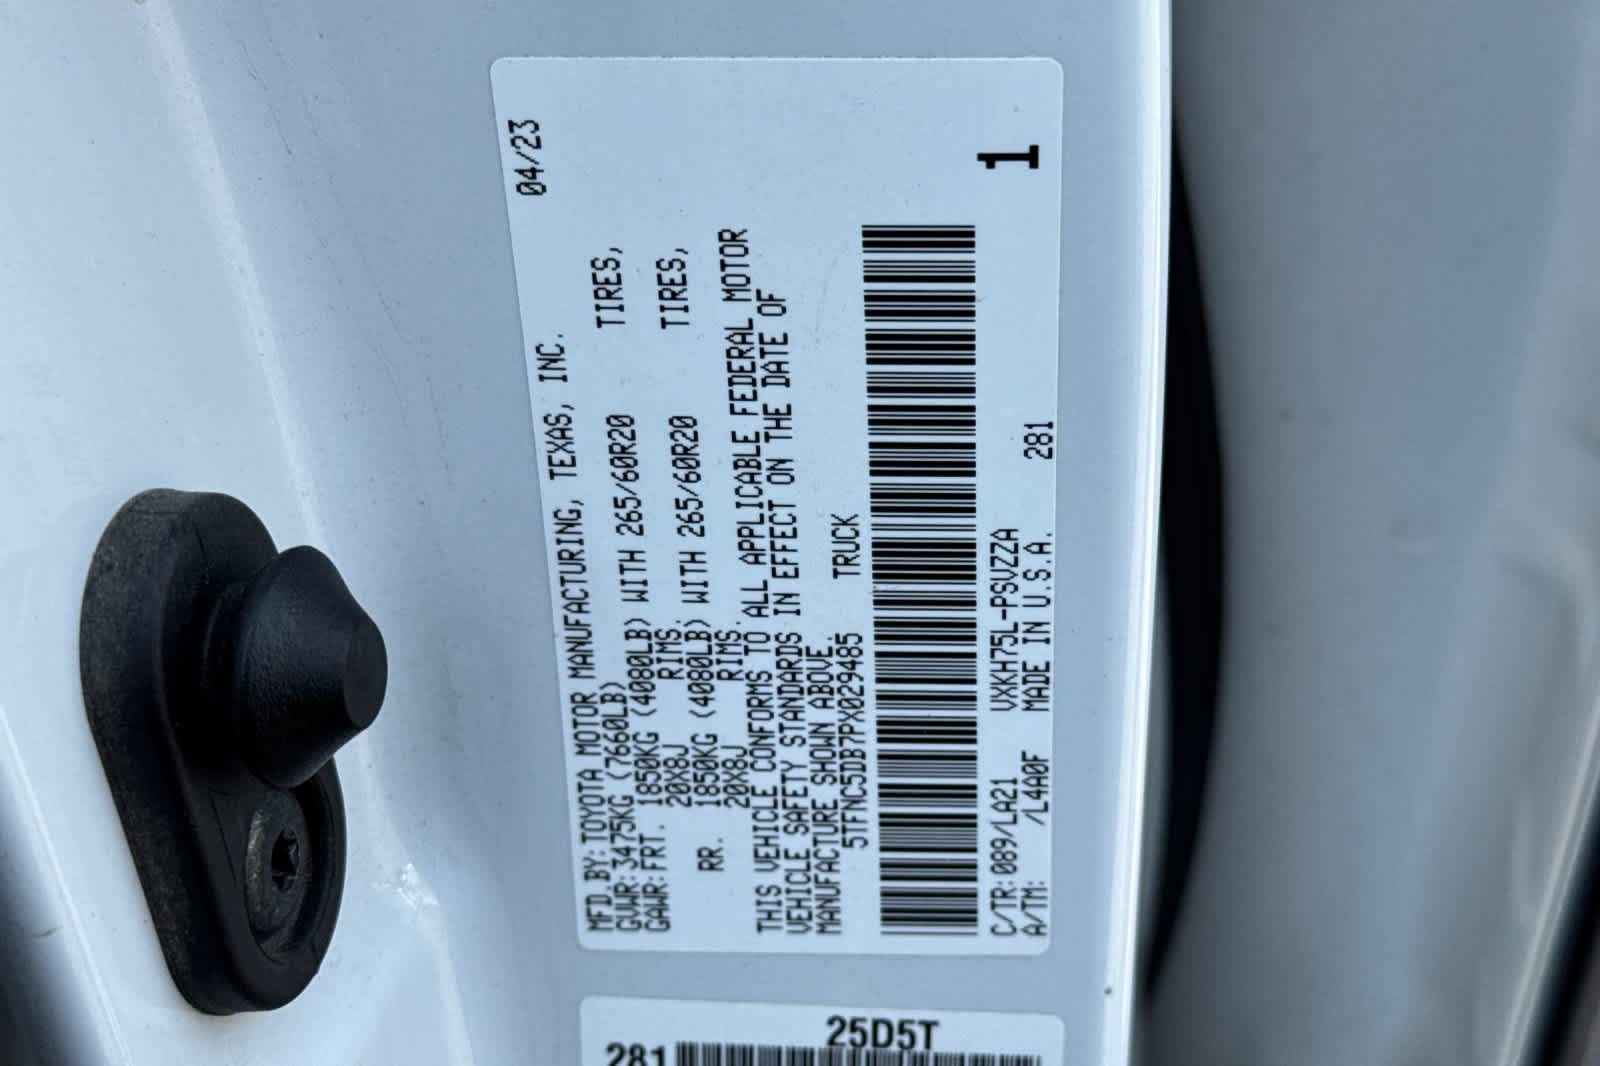 04/23
MFD.BY:TOYOTA MOTOR MANUFACTURING, TEXAS, INC.
GVWR:3475KG (7660LB)
GAWR:FRT. 1850KG (4080LB) WITH 265/60R20 TIRES,
20X8J RIMS.
RR. 1850KG (4080LB) WITH 265/60R20 TIRES,
20X8J RIMS.
THIS VEHICLE CONFORMS TO ALL APPLICABLE FEDERAL MOTOR
VEHICLE SAFETY STANDARDS IN EFFECT ON THE DATE OF
MANUFACTURE SHOWN ABOVE.
5TFNC5DB7PX029485 TRUCK
C/TR:089/LA21 VXKH75L-PSVZZA
A/TM: /L4A0F MADE IN U.S.A. 281
1
25D5T
281